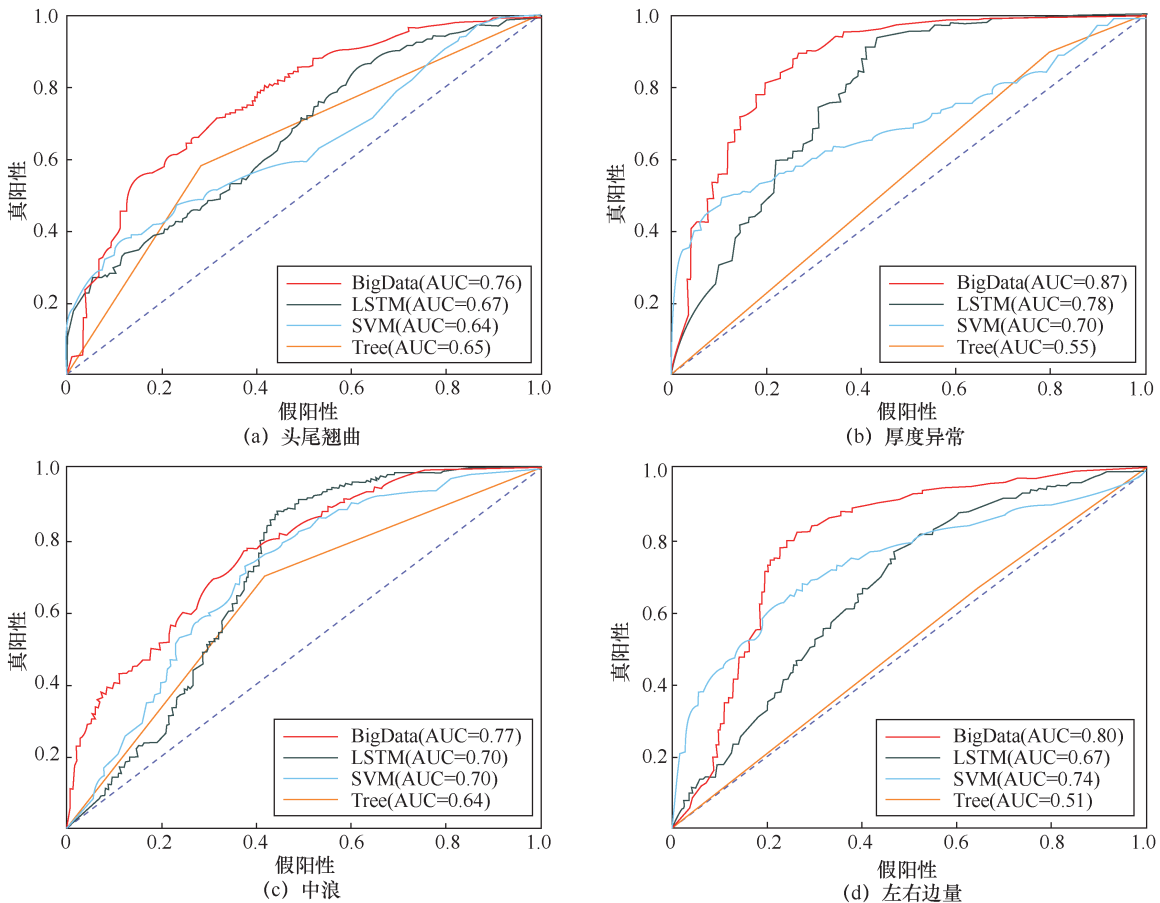 1.0
0.8
0.6
0.4
0.2
真阳性
BigData(AUC=0.76)
LSTM(AUC=0.67)
SVM(AUC=0.64)
Tree(AUC=0.65)
0 0.2 0.4 0.6 0.8 1.0
假阳性
(a) 头尾翘曲
1.0
0.8
0.6
0.4
0.2
真阳性
BigData(AUC=0.87)
LSTM(AUC=0.78)
SVM(AUC=0.70)
Tree(AUC=0.55)
0 0.2 0.4 0.6 0.8 1.0
假阳性
(b) 厚度异常
1.0
0.8
0.6
0.4
0.2
真阳性
BigData(AUC=0.77)
LSTM(AUC=0.70)
SVM(AUC=0.70)
Tree(AUC=0.64)
0 0.2 0.4 0.6 0.8 1.0
假阳性
(c) 中浪
1.0
0.8
0.6
0.4
0.2
真阳性
BigData(AUC=0.80)
LSTM(AUC=0.67)
SVM(AUC=0.74)
Tree(AUC=0.51)
0 0.2 0.4 0.6 0.8 1.0
假阳性
(d) 左右边量